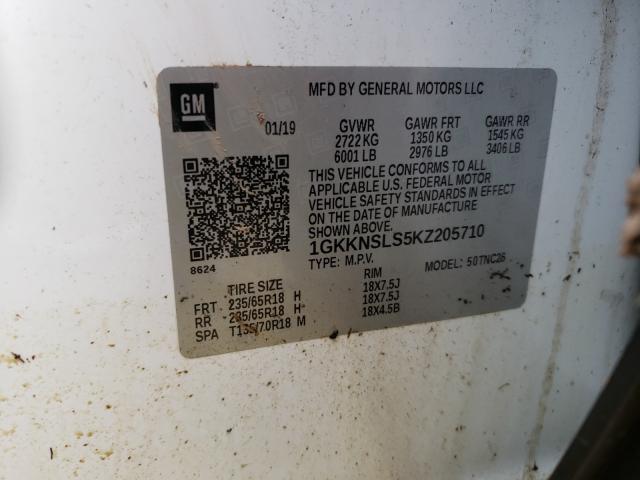 GM
MFD BY GENERAL MOTORS LLC
01/19
GVWR GAWR FRT GAWR RR
2722 KG 1350 KG 1545 KG
6001 LB 2976 LB 3406 LB
THIS VEHICLE CONFORMS TO ALL
APPLICABLE U.S. FEDERAL MOTOR
VEHICLE SAFETY STANDARDS IN EFFECT
ON THE DATE OF MANUFACTURE
SHOWN ABOVE.
1GKKNSLS5KZ205710
8624
TYPE: M.P.V. MODEL: 50TNC26
TIRE SIZE RIM
FRT 235/65R18 H 18X7.5J
RR 235/65R18 H 18X7.5J
SPA T135/70R18 M 18X4.5B